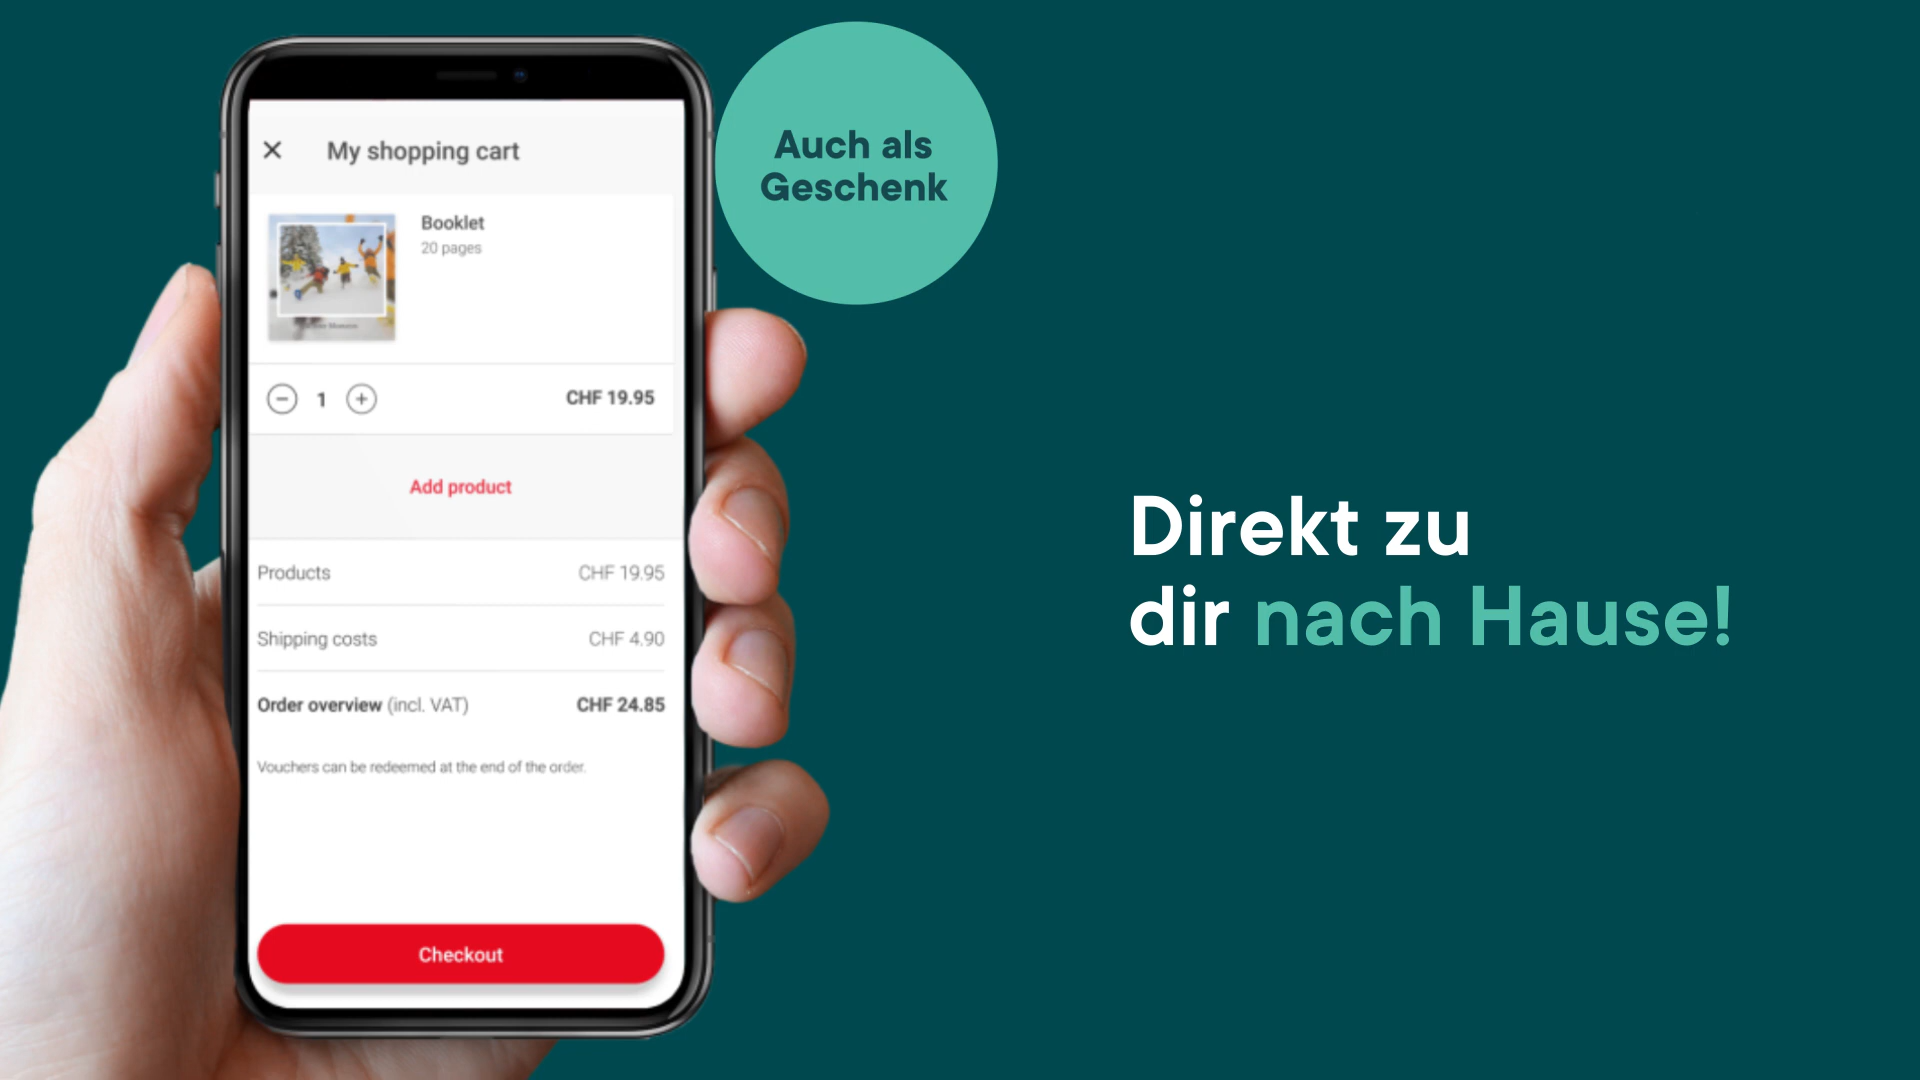 My shopping cart
Booklet
20 pages
1
CHF 19.95
Add product
Products
CHF 19.95
Shipping costs
CHF 4.90
Order overview (incl. VAT)
CHF 24.85
Vouchers can be redeemed at the end of the order.
Checkout
Auch als
Geschenk
Direkt zu
dir nach Hause!